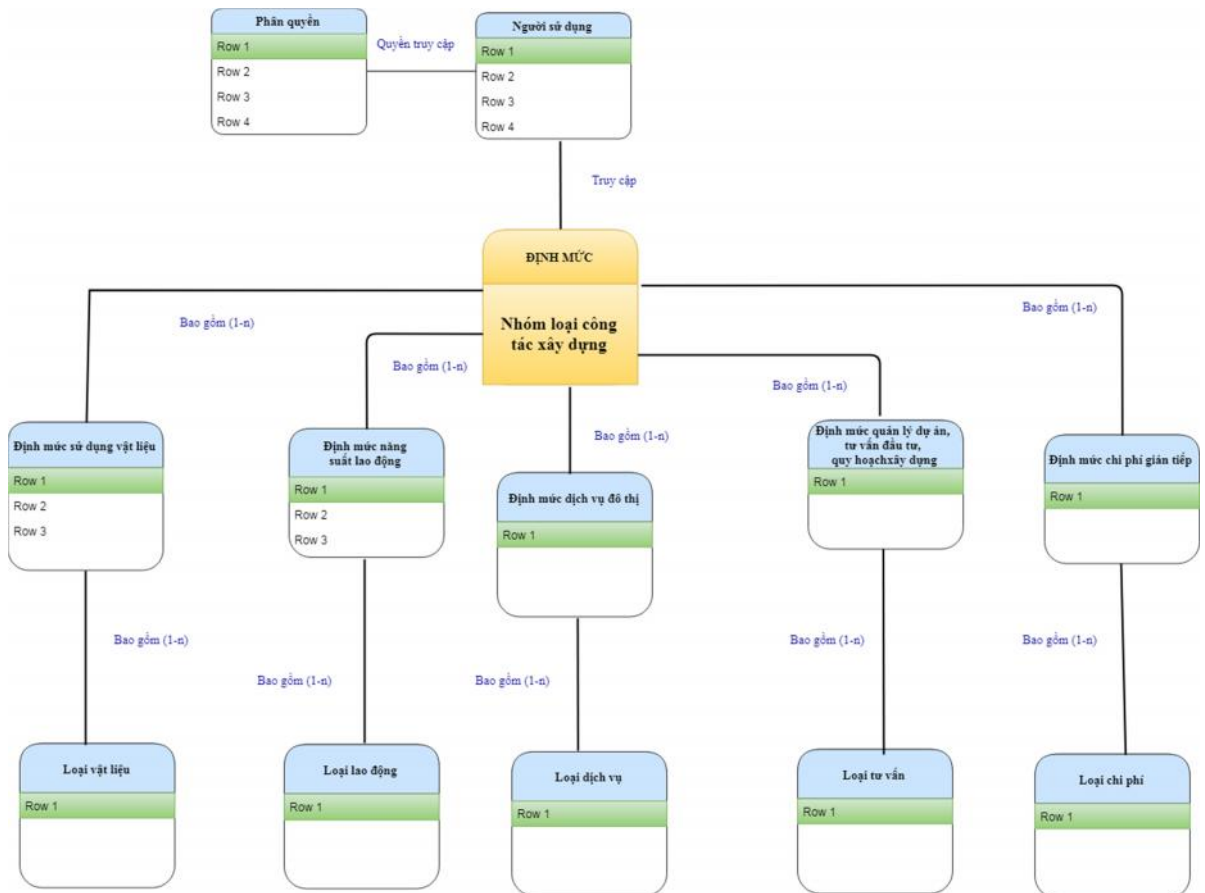 Phân quyền
Row 1
Row 2
Row 3
Row 4
Quyền truy cập
Người sử dụng
Row 1
Row 2
Row 3
Row 4
Truy cập
ĐỊNH MỨC
Nhóm loại công
tác xây dựng
Bao gồm (1-n)
Bao gồm (1-n)
Bao gồm (1-n)
Bao gồm (1-n)
Bao gồm (1-n)
Định mức sử dụng vật liệu
Row 1
Row 2
Row 3
Định mức năng
suất lao động
Row 1
Row 2
Row 3
Định mức dịch vụ đô thị
Row 1
Định mức quản lý dự án,
tư vấn đầu tư,
quy hoạchxây dựng
Row 1
Định mức chi phí gián tiếp
Row 1
Bao gồm (1-n)
Bao gồm (1-n)
Bao gồm (1-n)
Bao gồm (1-n)
Bao gồm (1-n)
Loại vật liệu
Row 1
Loại lao động
Row 1
Loại dịch vụ
Row 1
Loại tư vấn
Row 1
Loại chi phí
Row 1